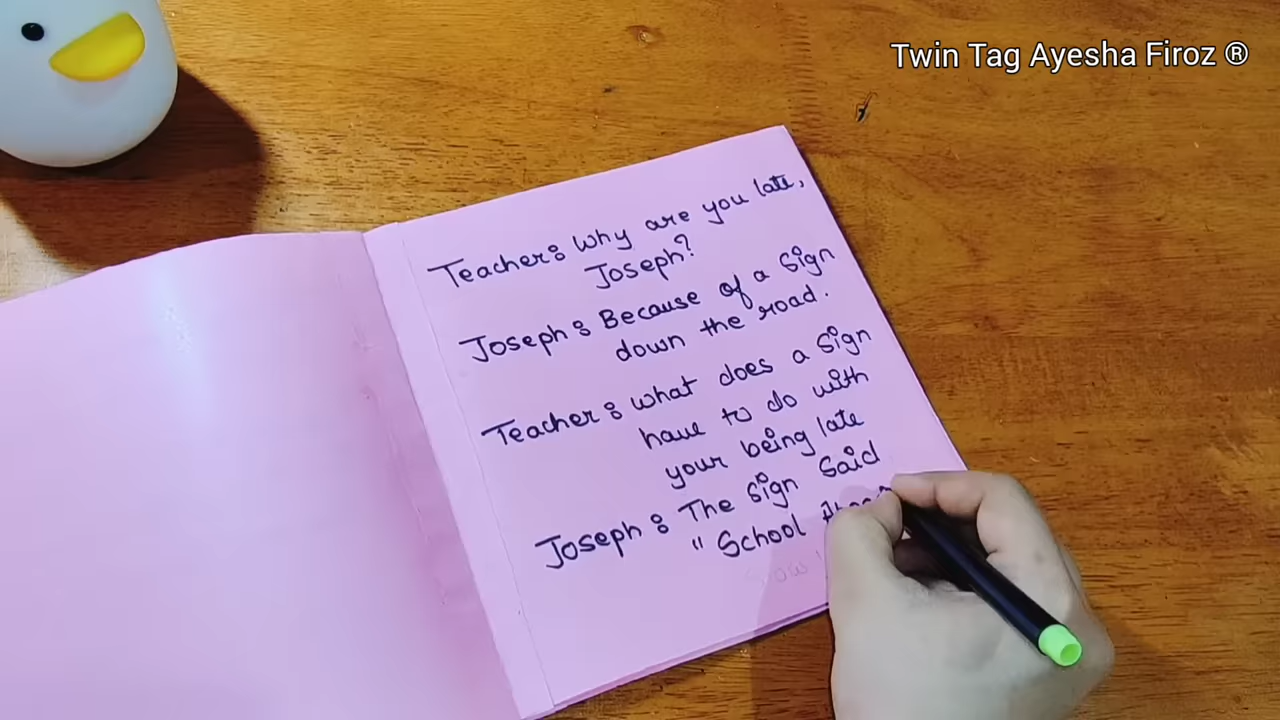 Twin Tag Ayesha Firoz ®
Teacher: Why are you late,
Joseph?
Joseph: Because of a Sign
down the road.
Teacher: what does a Sign
have to do with
your being late
Joseph: The Sign Said
"School